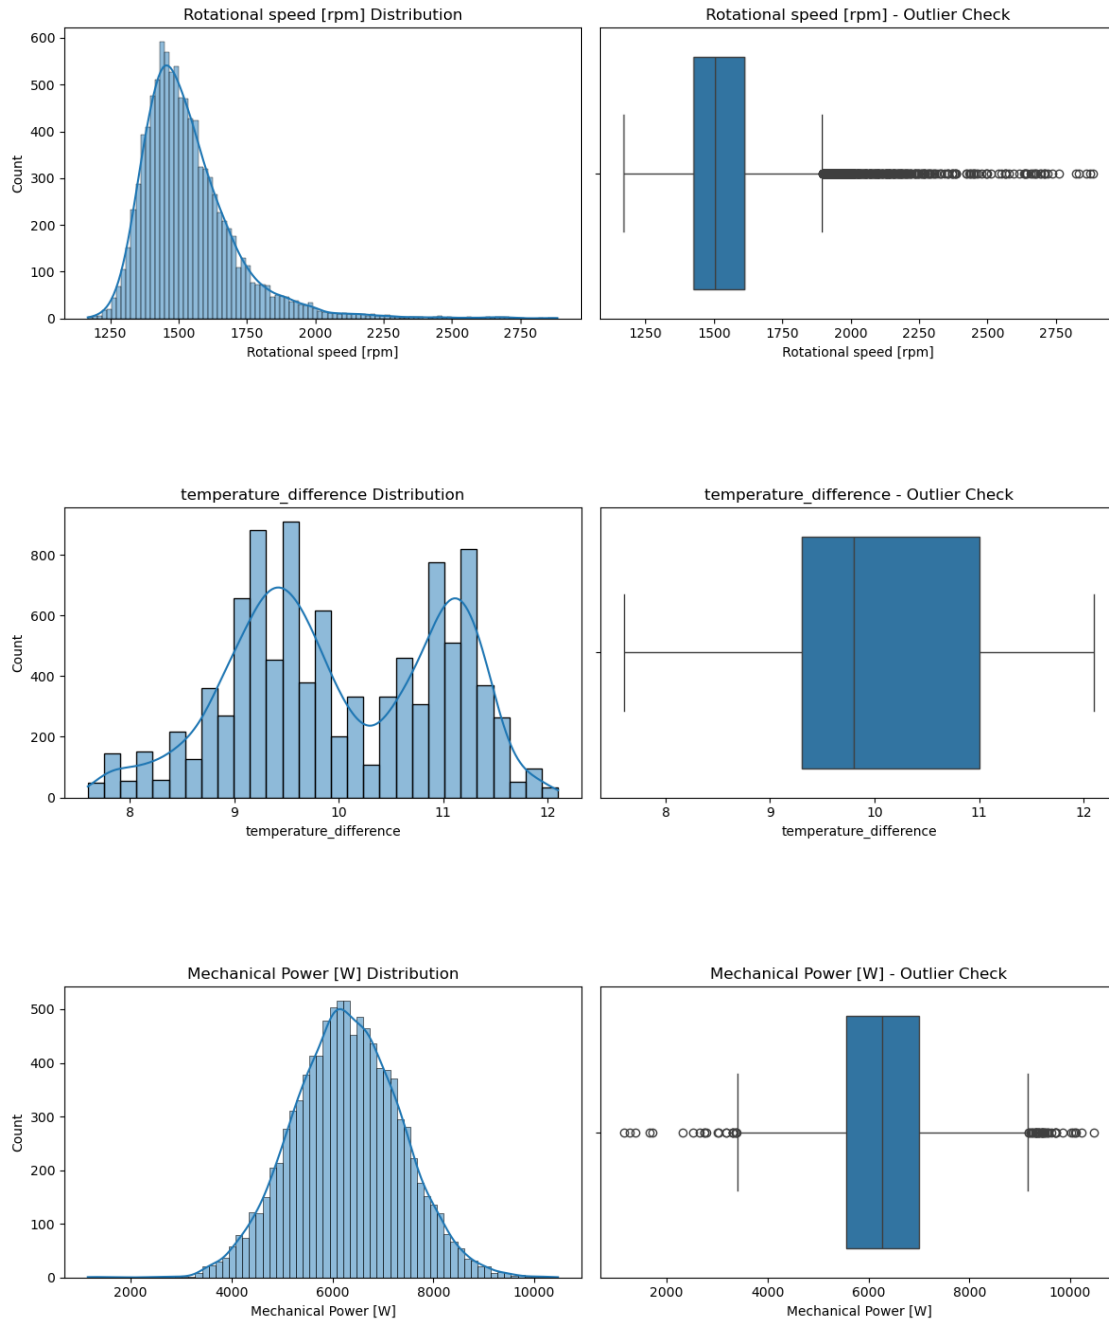 Rotational speed [rpm] Distribution
600
500
400
300
200
100
0
Count
1250 1500 1750 2000 2250 2500 2750
Rotational speed [rpm]
Rotational speed [rpm] - Outlier Check
1250 1500 1750 2000 2250 2500 2750
Rotational speed [rpm]
temperature_difference Distribution
800
600
400
200
0
Count
8 9 10 11 12
temperature_difference
temperature_difference - Outlier Check
8 9 10 11 12
temperature_difference
Mechanical Power [W] Distribution
500
400
300
200
100
0
Count
2000 4000 6000 8000 10000
Mechanical Power [W]
Mechanical Power [W] - Outlier Check
2000 4000 6000 8000 10000
Mechanical Power [W]